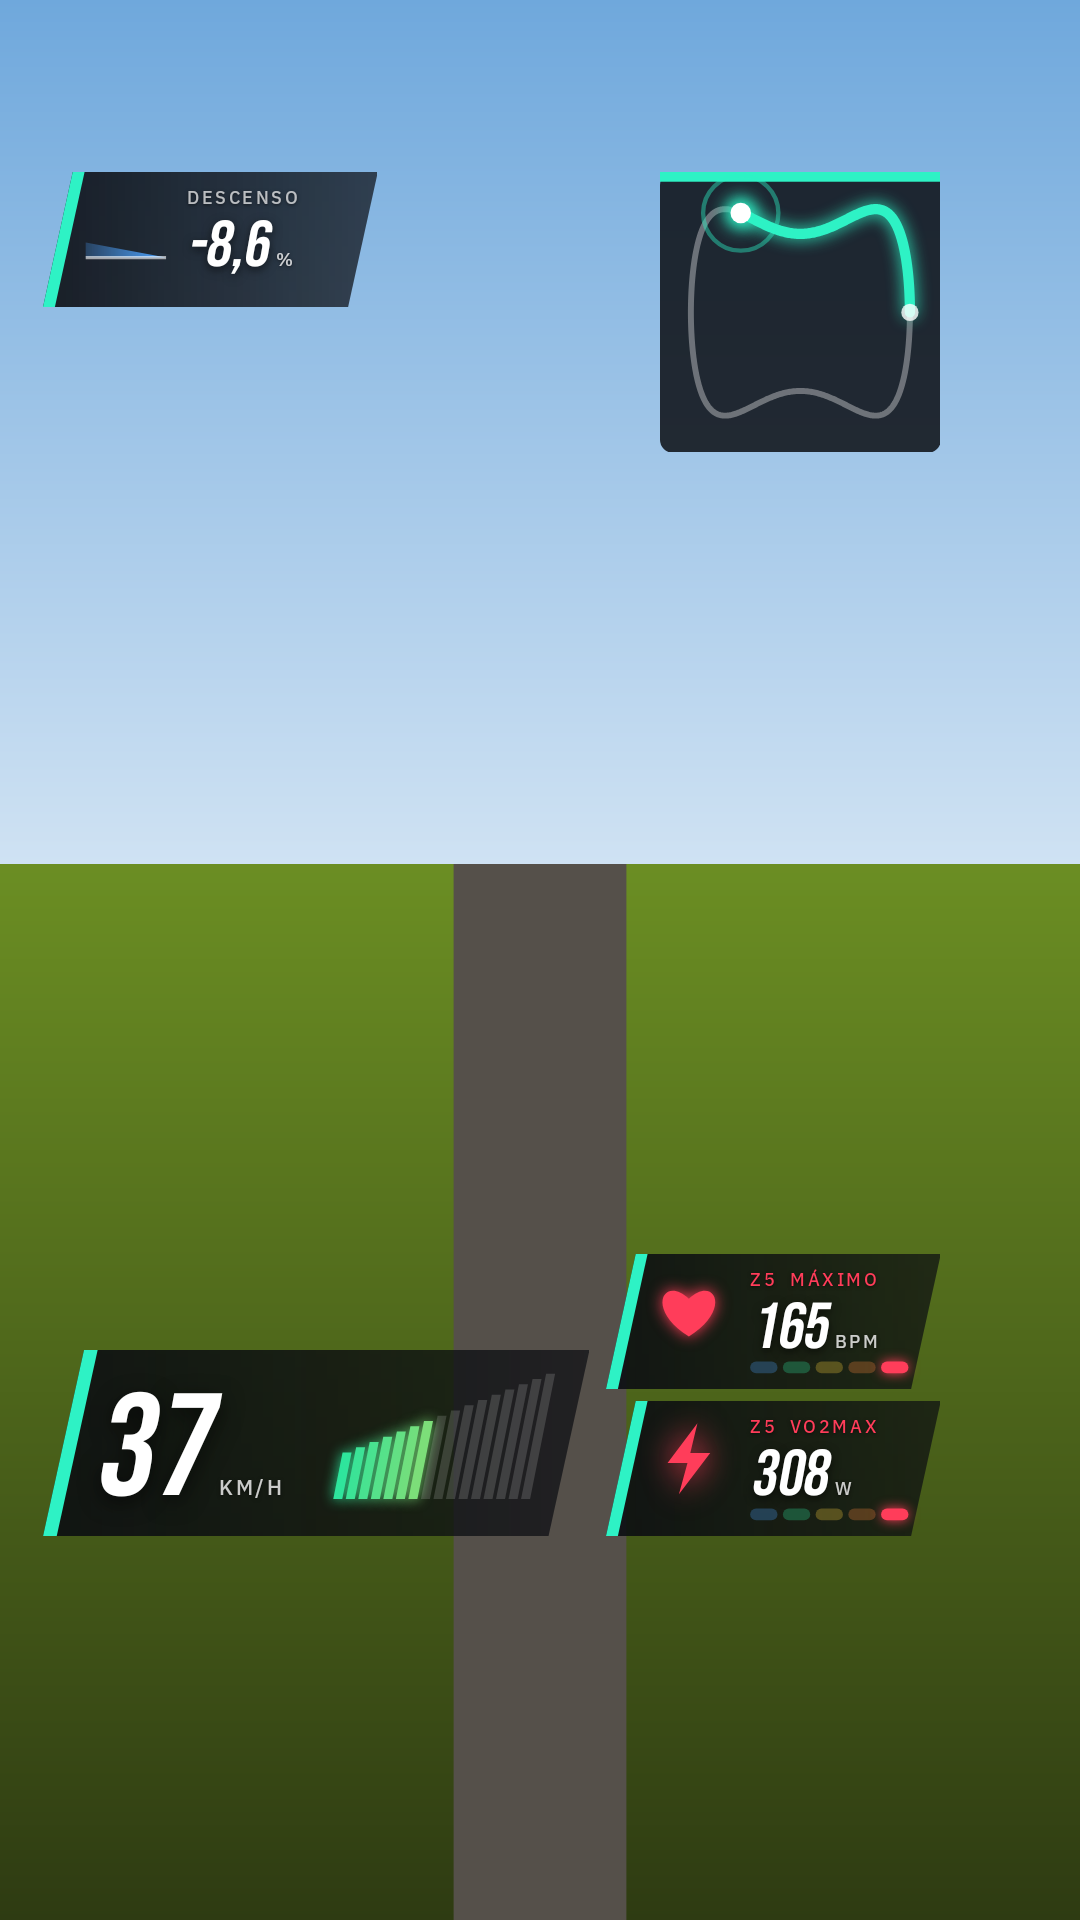 DESCENSO
-8,6 %
Z5 MÁXIMO
165 BPM
37 KM/H
Z5 VO2MAX
308 W